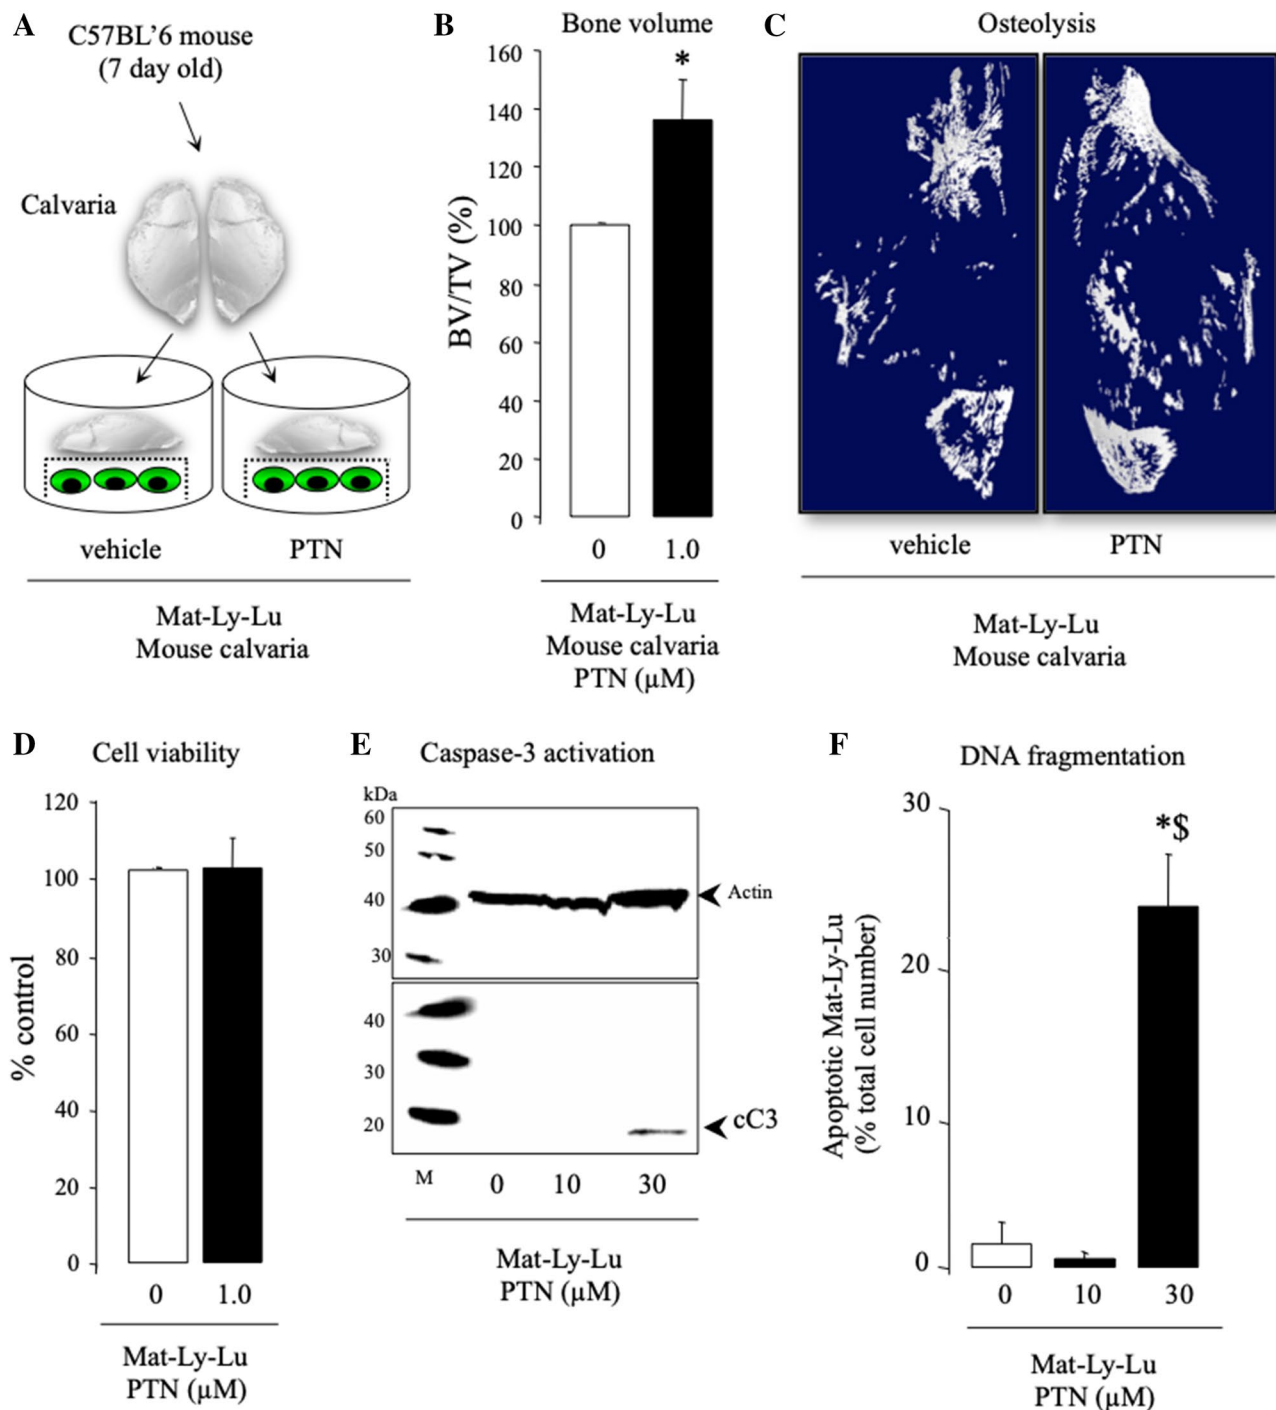 A
C57BL’6 mouse
(7 day old)
Calvaria
vehicle
PTN
Mat-Ly-Lu
Mouse calvaria
B
Bone volume
160
140
120
100
80
60
40
20
0
BV/TV (%)
*
0
1.0
Mat-Ly-Lu
Mouse calvaria
PTN (µM)
C
Osteolysis
vehicle
PTN
Mat-Ly-Lu
Mouse calvaria
D
Cell viability
120
100
80
60
40
20
0
% control
0
1.0
Mat-Ly-Lu
PTN (µM)
E
Caspase-3 activation
kDa
60
50
40
30
Actin
40
30
20
cC3
M
0
10
30
Mat-Ly-Lu
PTN (µM)
F
DNA fragmentation
30
20
10
0
Apoptotic Mat-Ly-Lu
(% total cell number)
*$
0
10
30
Mat-Ly-Lu
PTN (µM)